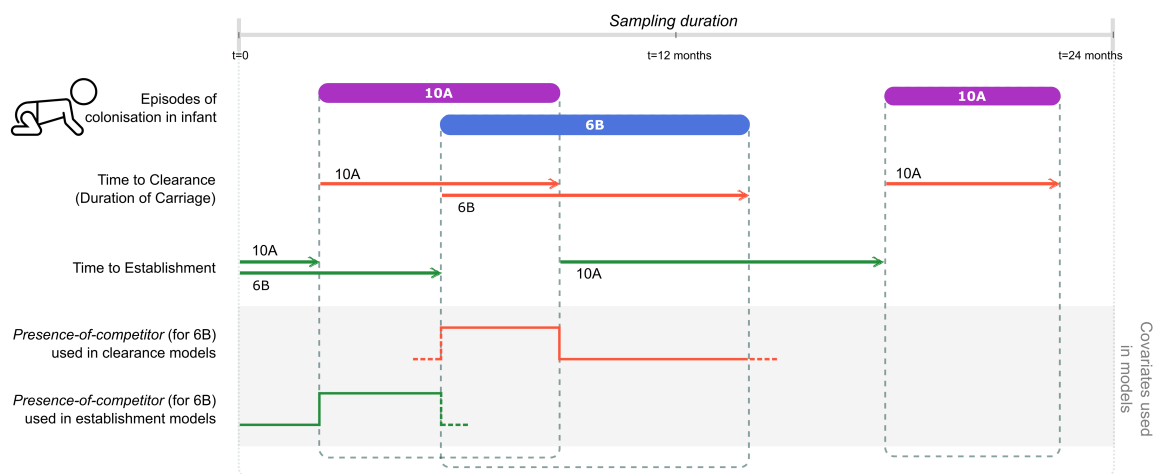 Sampling duration
t=0
t=12 months
t=24 months
Episodes of
colonisation in infant
10A
10A
6B
Time to Clearance
(Duration of Carriage)
10A
10A
6B
Time to Establishment
10A
6B
10A
Presence-of-competitor (for 6B)
used in clearance models
Presence-of-competitor (for 6B)
used in establishment models
Covariates used
in models